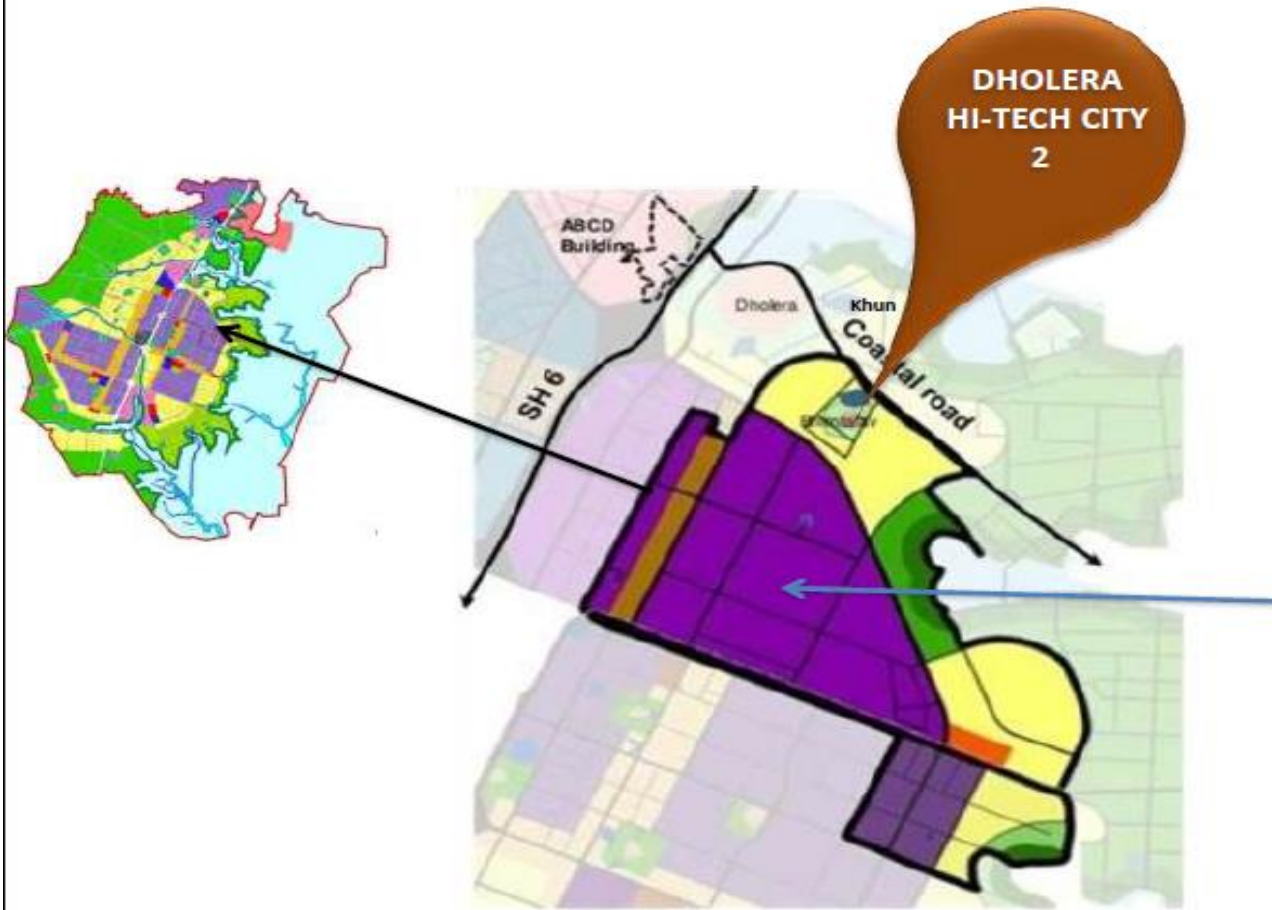 DHOLERA
HI-TECH CITY
2
ABCD
Building
Dholera
Khun
Coastal road
SH 6